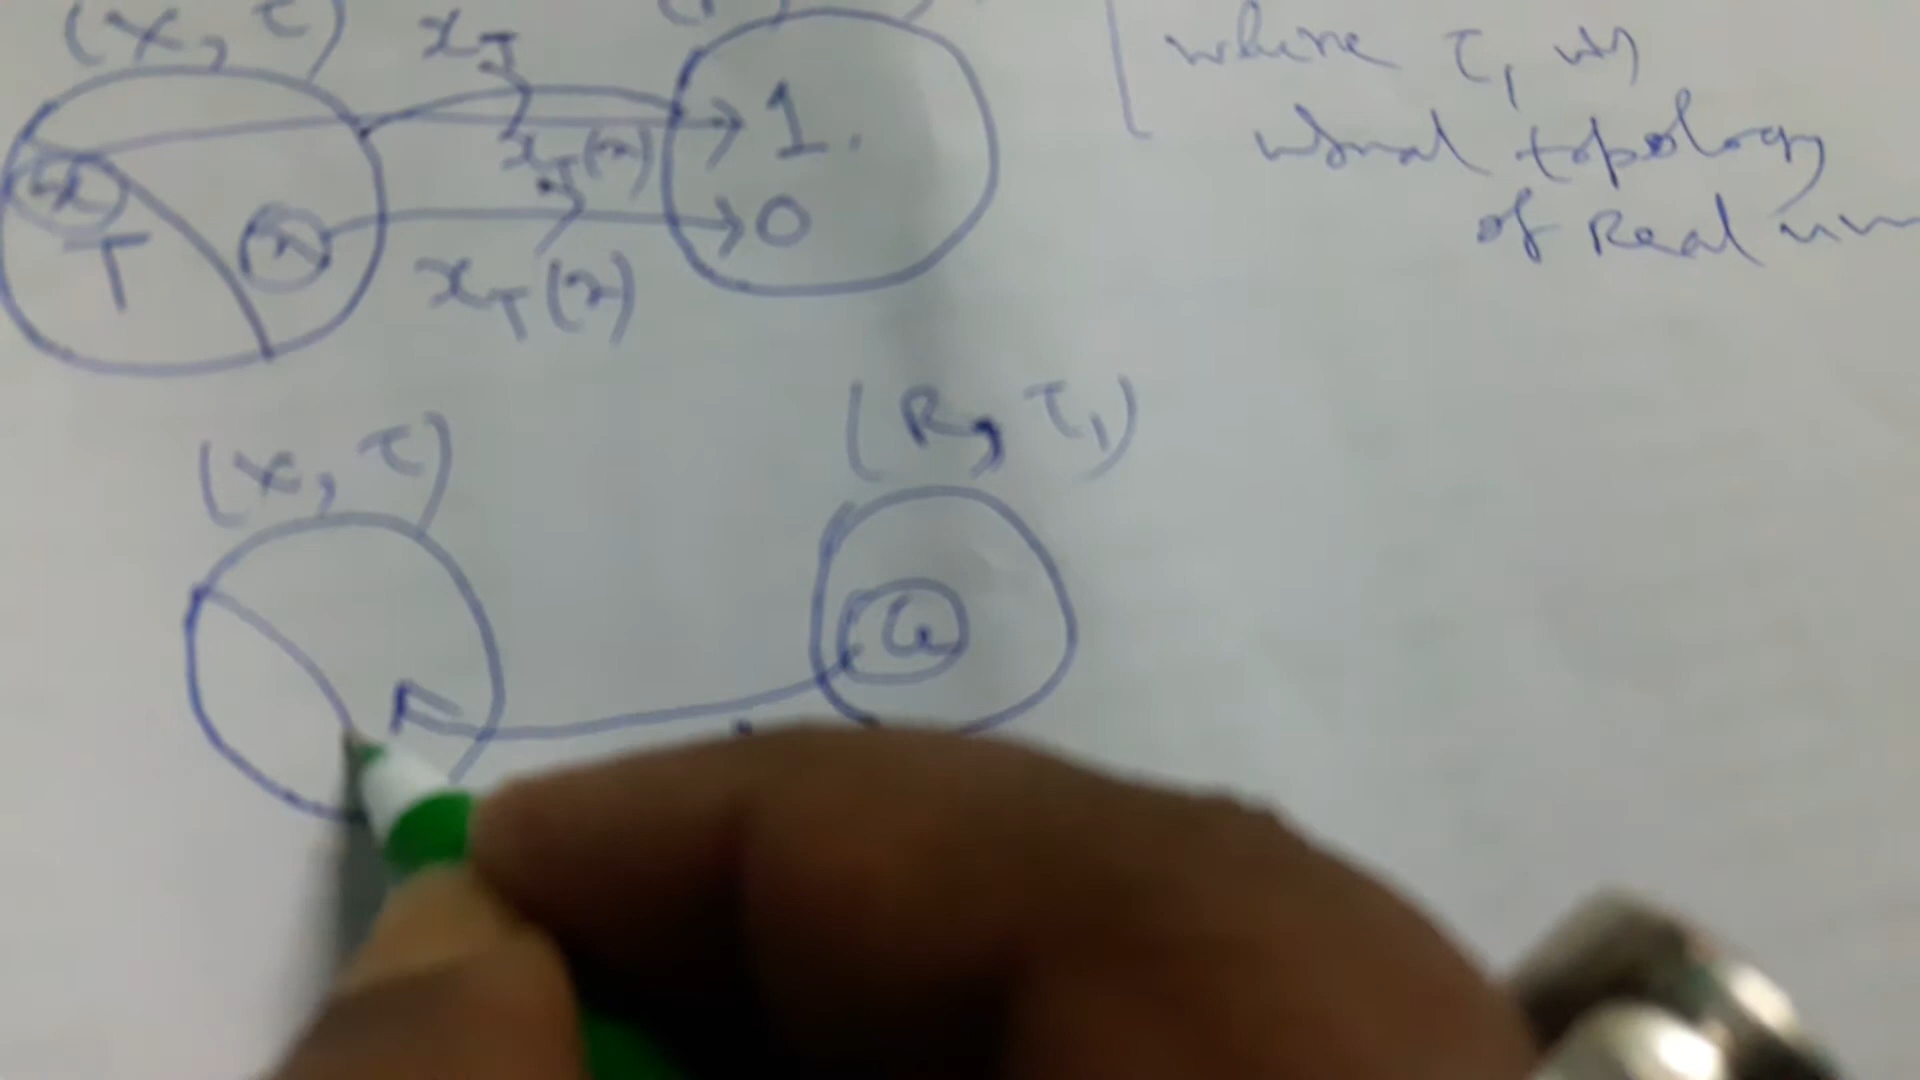 (X, τ)
x_T
1.
x_T(x)
x
T
x
0
x_T(x)
where τ₁ is
usual topology
of Real
(X, τ)
(R, τ₁)
G